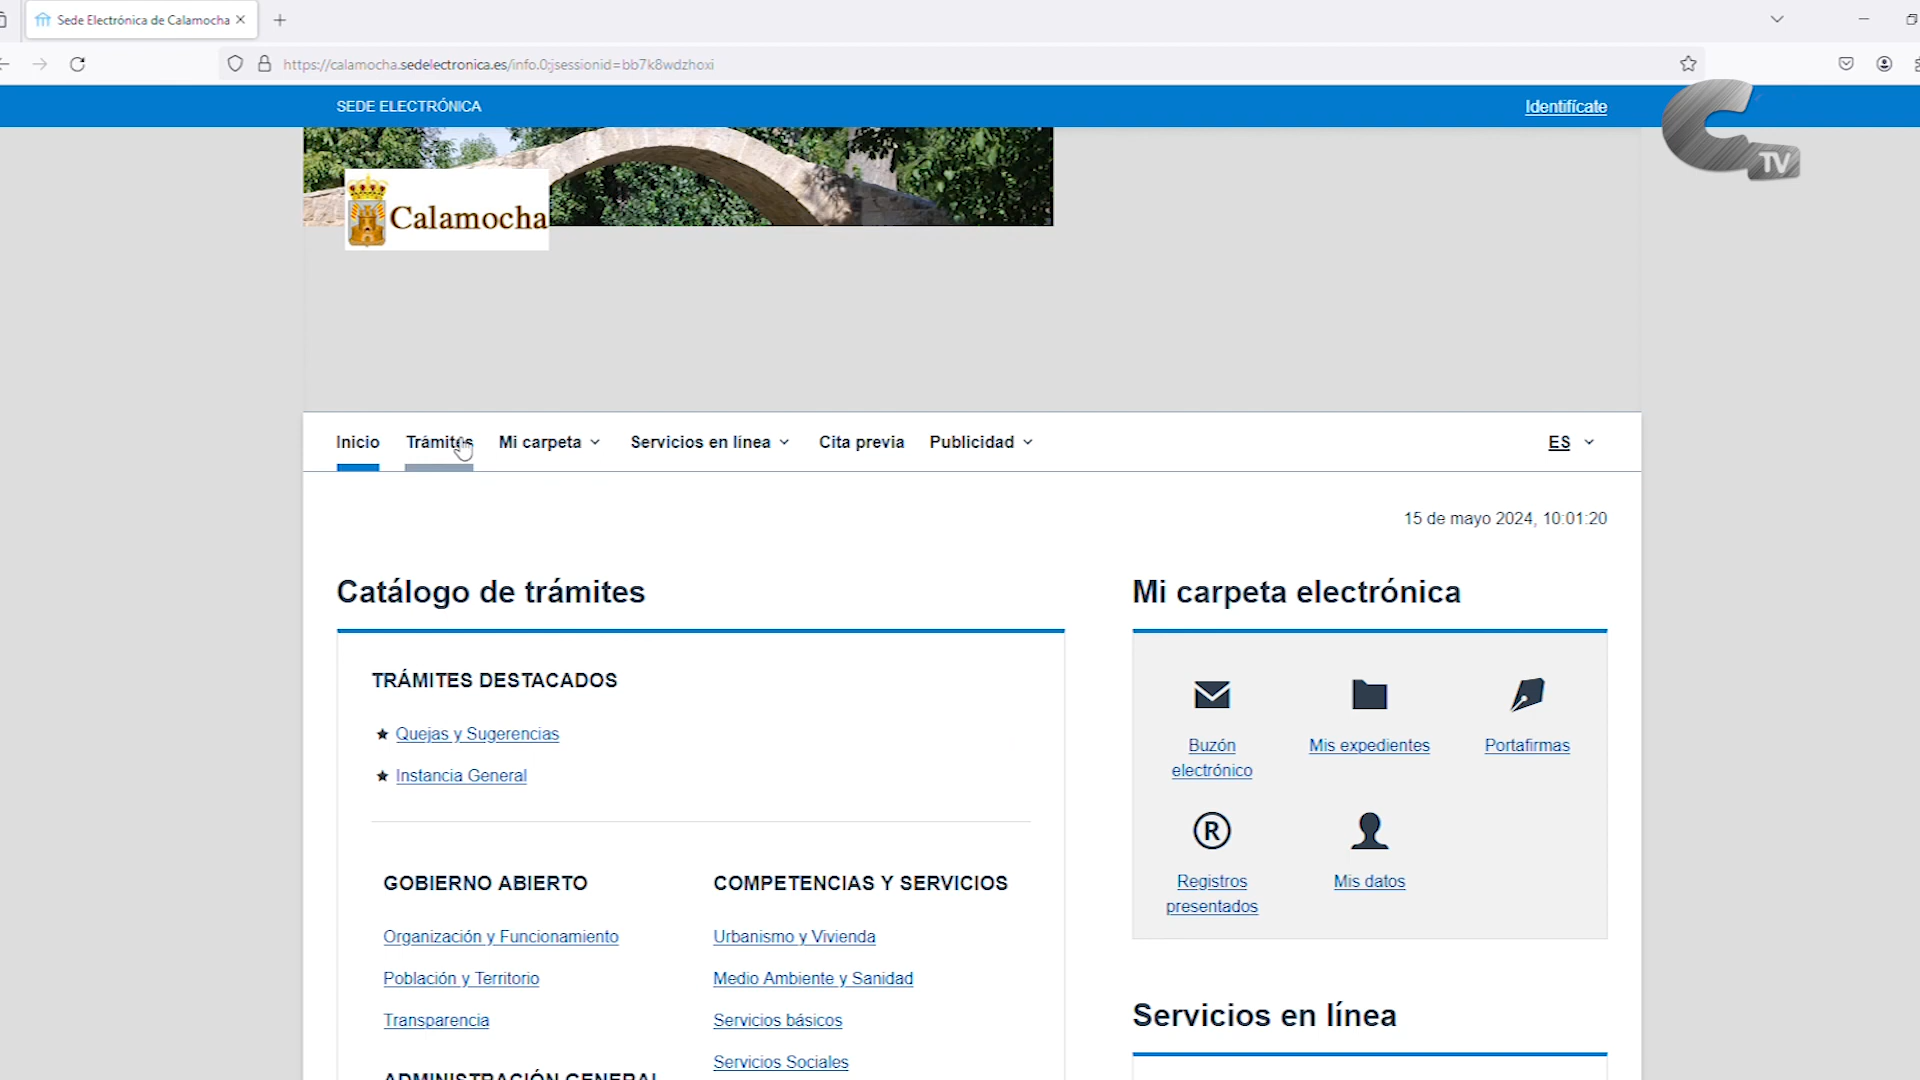 Sede Electrónica de Calamocha
https://calamocha.sedelectronica.es/info.0;jsessionid=bb7k8wdzhoxi
SEDE ELECTRÓNICA
Identifícate
TV
Calamocha
Inicio
Trámites
Mi carpeta
Servicios en línea
Cita previa
Publicidad
ES
15 de mayo 2024, 10:01:20
Catálogo de trámites
TRÁMITES DESTACADOS
Quejas y Sugerencias
Instancia General
GOBIERNO ABIERTO
Organización y Funcionamiento
Población y Territorio
Transparencia
ADMINISTRACIÓN GENERAL
COMPETENCIAS Y SERVICIOS
Urbanismo y Vivienda
Medio Ambiente y Sanidad
Servicios básicos
Servicios Sociales
Mi carpeta electrónica
Buzón
electrónico
Mis expedientes
Portafirmas
R
Registros
presentados
Mis datos
Servicios en línea